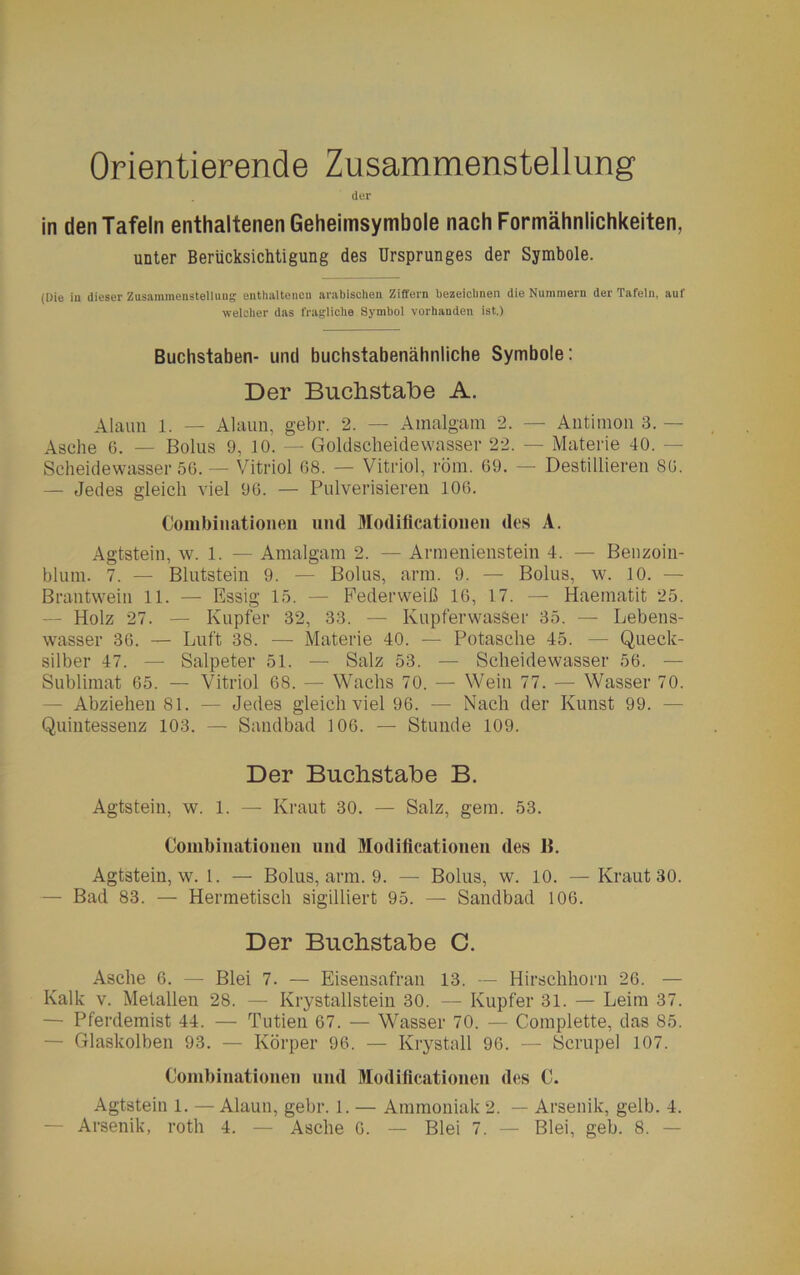 Orientierende Zusammenstellung
der
in den Tafeln enthaltenen Geheimsymbole nach Formähnlichkeiten,
unter Berücksichtigung des Ursprunges der Symbole.
(Die in dieser Zusammenstellung enthaltenen arabischen Ziffern bezeichnen die Nummern der Tafeln, auf
welcher das fragliche Symbol vorhanden ist.)
Buchstaben- und buchstabenähnliche Symbole:
Der Buchstabe A.
Alaun 1. — Alaun, gebr. 2. — Amalgam 2. — Antimon 3. —
Asche 6. — Bolus 9, 10. — Goldscheidewasser 22. — Materie 40. —
Scheidewasser 56. — Vitriol 68. — Vitriol, röm. 69. — Destillieren 86.
— Jedes gleich viel 96. — Pulverisieren 106.
Combinationen und Modificationen des A.
Agtstein, w. 1. — Amalgam 2. — Armenienstein 4. — Benzoin-
blum. 7. — Blutstein 9. — Bolus, arm. 9. — Bolus, w. 10. —
Brantwein 11. — Essig 15. — Federweiß 16, 17. — Haematit 25.
— Holz 27. — Kupfer 32, 33. — Kupferwasser 35. — Lebens-
wasser 36. — Luft 38. — Materie 40. — Potasche 45. — Queck-
silber 47. — Salpeter 51. — Salz 53. — Scheidewasser 56. —
Sublimat 65. — Vitriol 68. — Wachs 70. — Wein 77. — Wasser 70.
— Abziehen 81. — Jedes gleich viel 96. — Nach der Kunst 99. —
Quintessenz 103. — Sandbad 106. — Stunde 109.
Der Buchstabe B.
Agtstein, w. 1. — Kraut 30. — Salz, gem. 53.
Combinationen und Modificationen des B.
Agtstein, w. 1. — Bolus, arm. 9. — Bolus, w. 10. — Kraut 30.
— Bad 83. — Hermetisch sigilliert 95. — Sandbad 106.
Der Buchstabe C.
Asche 6. — Blei 7. — Eisensafran 13. — Hirschhorn 26. —
Kalk v. Metallen 28. — Krystallstein 30. — Kupfer 31. — Leim 37.
— Pferdemist 44. — Tutien 67. — Wasser 70. — Complette, das 85.
— Glaskolben 93. — Körper 96. — Krystall 96. — Scrupel 107.
Combinationen und Modificationen des C.
Agtstein 1. — Alaun, gebr. 1. — Ammoniak 2. — Arsenik, gelb. 4.
— Arsenik, roth 4. — Asche 6. — Blei 7. — Blei, geb. 8. —